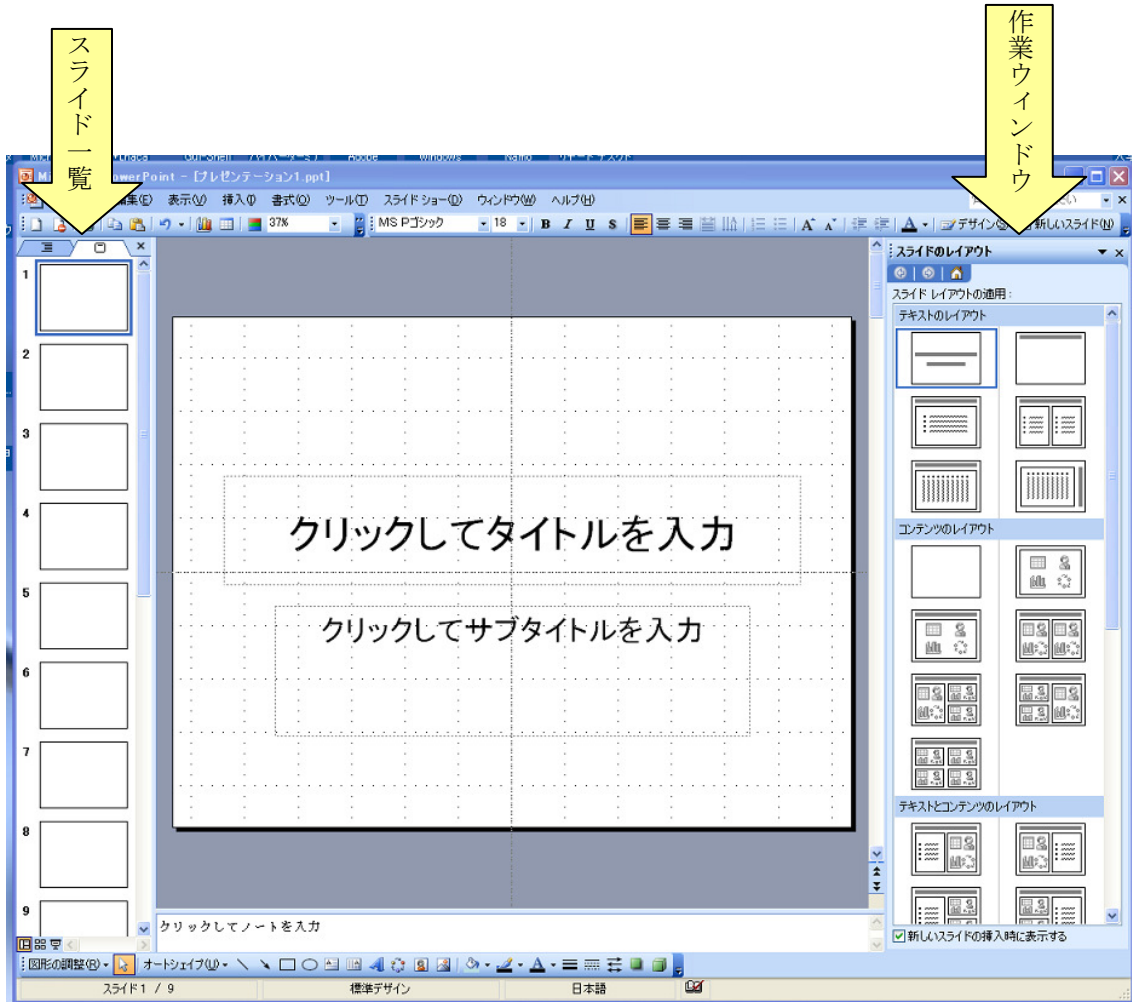 スライド一覧
作業ウィンドウ
Adobe Windows Namo
PowerPoint - [プレゼンテーション1.ppt]
編集(E) 表示(V) 挿入(I) 書式(O) ツール(T) スライド ショー(D) ウィンドウ(W) ヘルプ(H)
37% MS Pゴシック 18 B I U S A A A デザイン(S) 新しいスライド(N)
スライドのレイアウト
スライド レイアウトの適用:
テキストのレイアウト
コンテンツのレイアウト
テキストとコンテンツのレイアウト
新しいスライドの挿入時に表示する
1
2
3
4
5
6
7
8
9
クリックしてタイトルを入力
クリックしてサブタイトルを入力
クリックしてノートを入力
図形の調整(R) オートシェイプ(U) A
スライド 1 / 9 標準デザイン 日本語